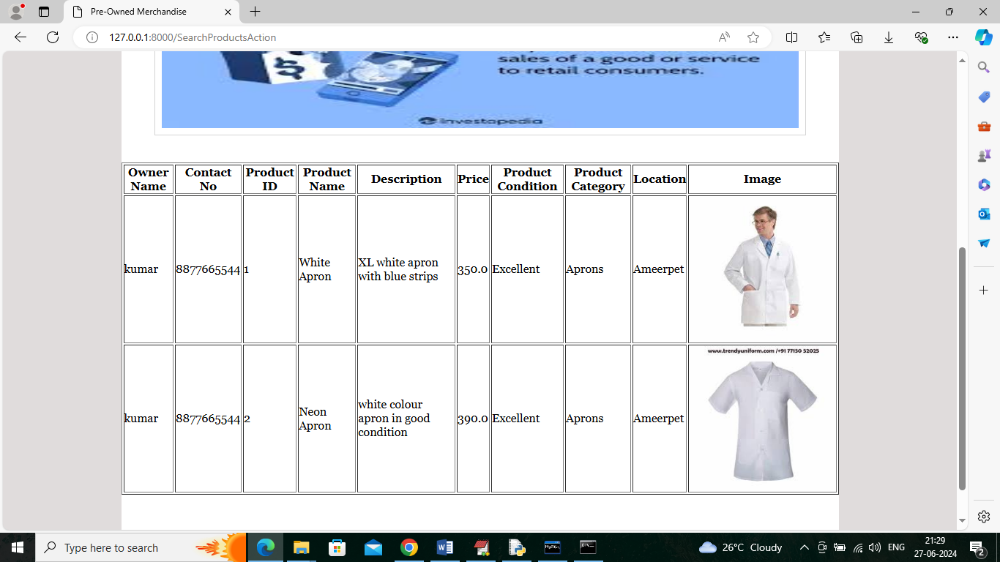 Pre-Owned Merchandise
127.0.0.1:8000/SearchProductsAction
sales of a good or service
to retail consumers.
Investopedia
Owner Name Contact No Product ID Product Name Description Price Product Condition Product Category Location Image
kumar 8877665544 1 White Apron XL white apron with blue strips 350.0 Excellent Aprons Ameerpet
www.trendyuniform.com /+91 77150 52025
kumar 8877665544 2 Neon Apron white colour apron in good condition 390.0 Excellent Aprons Ameerpet
Type here to search
26°C Cloudy
ENG
21:29
27-06-2024
2